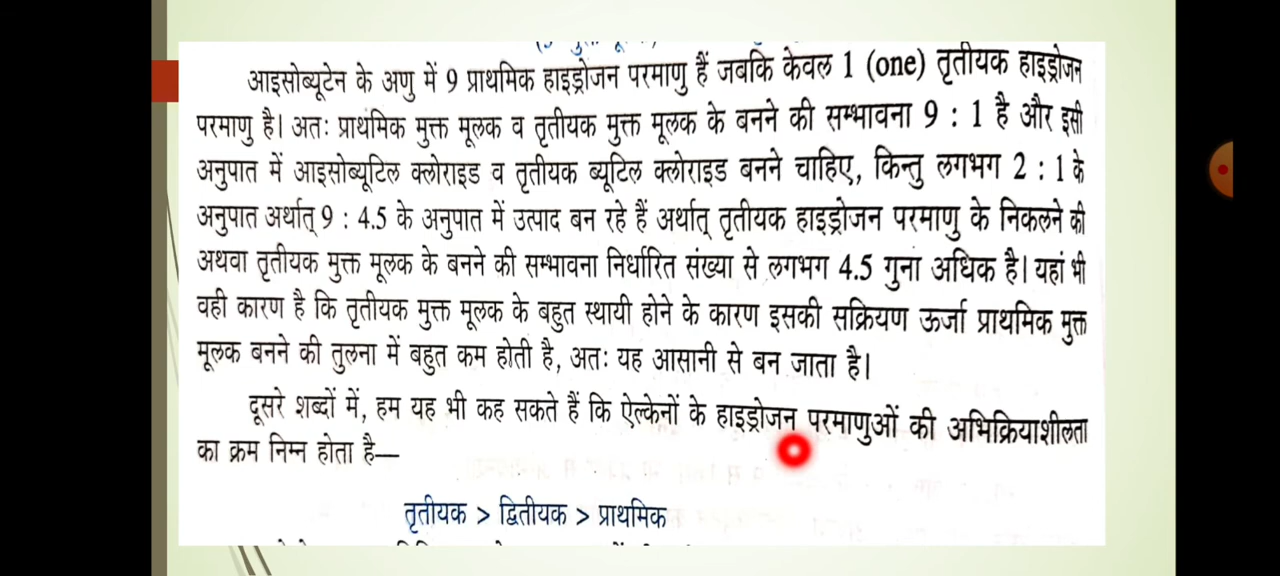 आइसोब्यूटेन के अणु में 9 प्राथमिक हाइड्रोजन परमाणु हैं जबकि केवल 1 (one) तृतीयक हाइड्रोजन
परमाणु है। अतः प्राथमिक मुक्त मूलक व तृतीयक मुक्त मूलक के बनने की सम्भावना 9 : 1 है और इसी
अनुपात में आइसोब्यूटिल क्लोराइड व तृतीयक ब्यूटिल क्लोराइड बनने चाहिए, किन्तु लगभग 2 : 1 के
अनुपात अर्थात् 9 : 4.5 के अनुपात में उत्पाद बन रहे हैं अर्थात् तृतीयक हाइड्रोजन परमाणु के निकलने की
अथवा तृतीयक मुक्त मूलक के बनने की सम्भावना निर्धारित संख्या से लगभग 4.5 गुना अधिक है। यहां भी
वही कारण है कि तृतीयक मुक्त मूलक के बहुत स्थायी होने के कारण इसकी सक्रियण ऊर्जा प्राथमिक मुक्त
मूलक बनने की तुलना में बहुत कम होती है, अतः यह आसानी से बन जाता है।
दूसरे शब्दों में, हम यह भी कह सकते हैं कि ऐल्केनों के हाइड्रोजन परमाणुओं की अभिक्रियाशीलता
का क्रम निम्न होता है—
तृतीयक > द्वितीयक > प्राथमिक